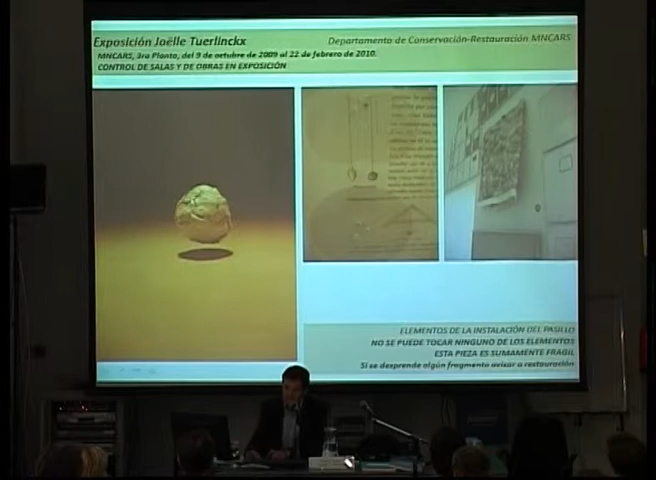 Exposición Joëlle Tuerlinckx
Departamento de Conservación-Restauración MNCARS
MNCARS, 3ra Planta, del 9 de octubre de 2009 al 22 de febrero de 2010.
CONTROL DE SALAS Y DE OBRAS EN EXPOSICIÓN
ELEMENTOS DE LA INSTALACIÓN DEL PASILLO
NO SE PUEDE TOCAR NINGUNO DE LOS ELEMENTOS
ESTA PIEZA ES SUMAMENTE FRAGIL
Si se desprende algún fragmento avisar a restauración